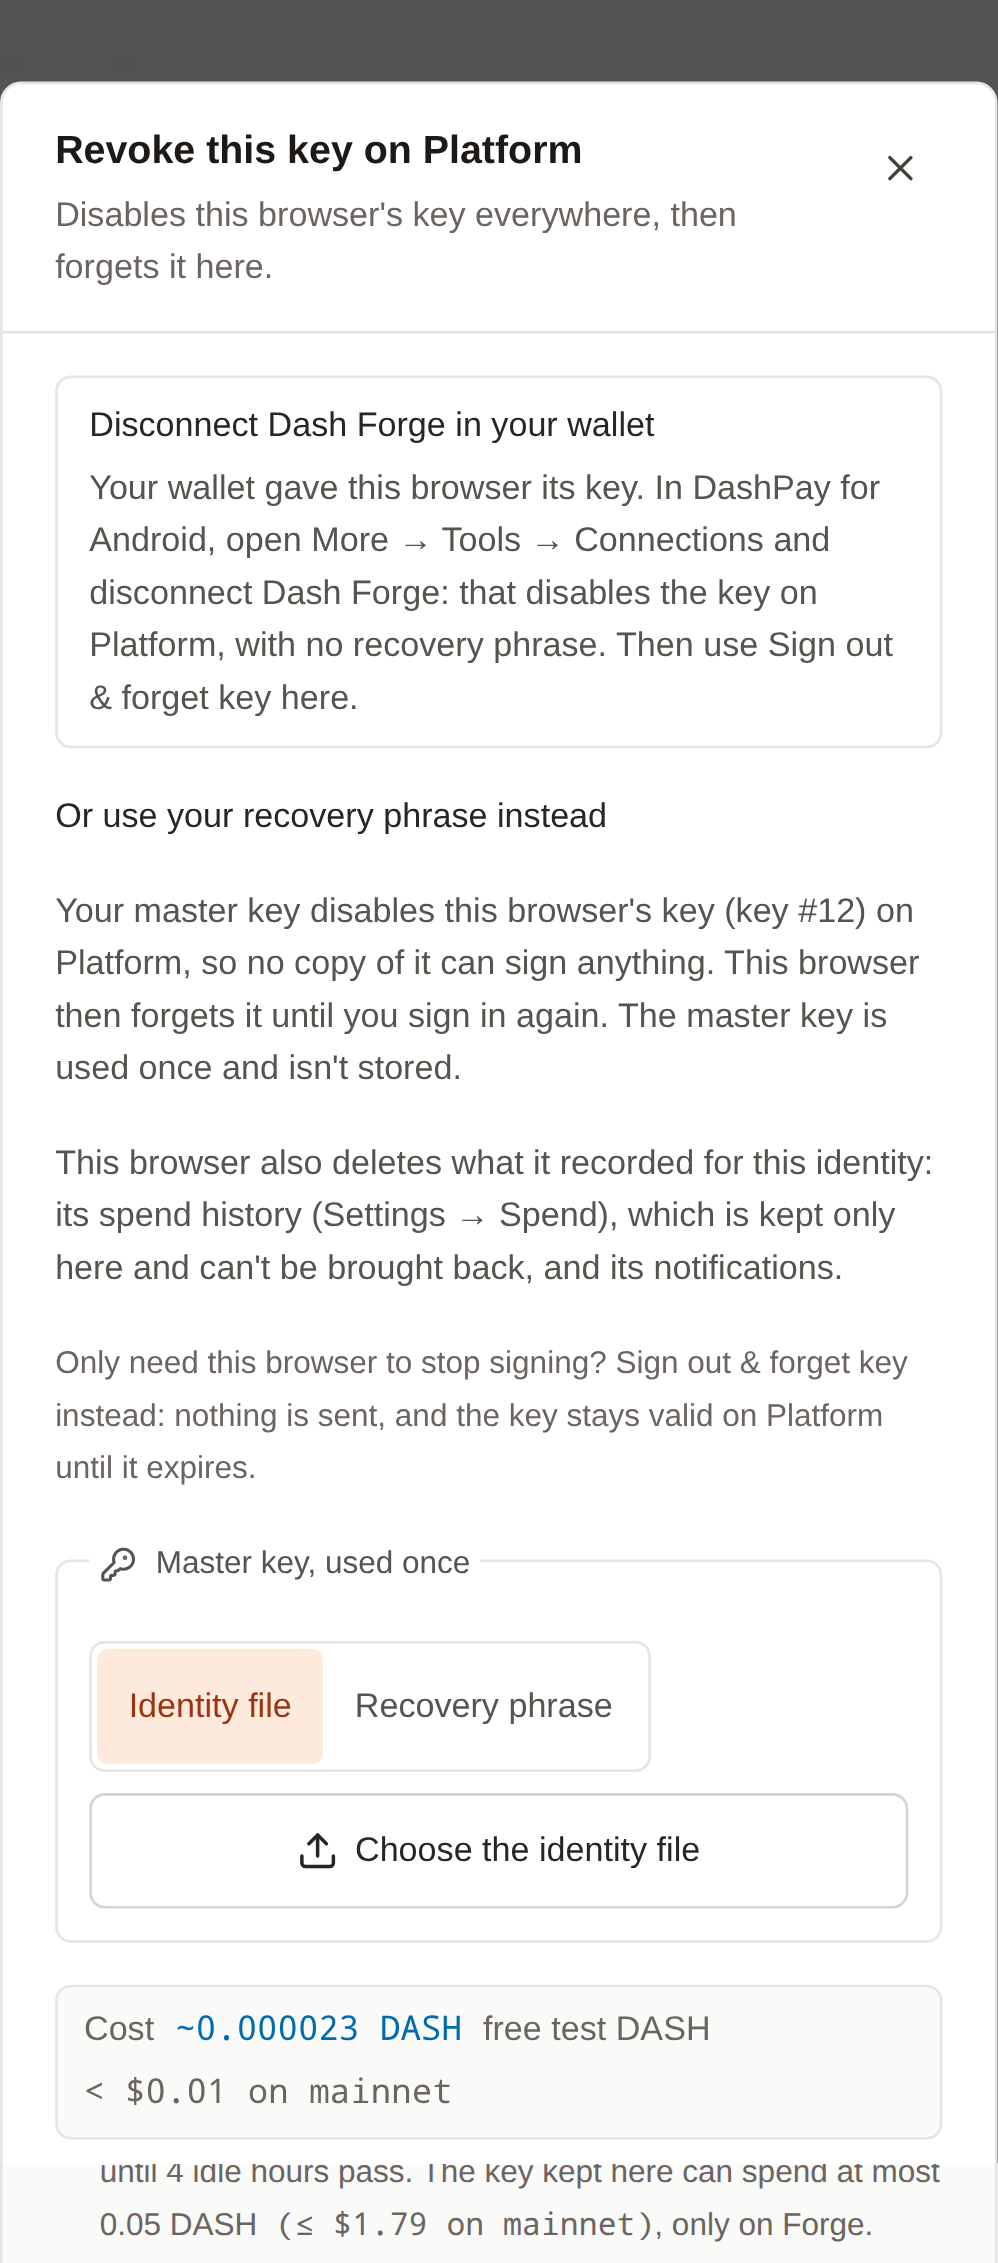 Revoke this key on Platform
Disables this browser's key everywhere, then
forgets it here.
Disconnect Dash Forge in your wallet
Your wallet gave this browser its key. In DashPay for
Android, open More → Tools → Connections and
disconnect Dash Forge: that disables the key on
Platform, with no recovery phrase. Then use Sign out
& forget key here.
Or use your recovery phrase instead
Your master key disables this browser's key (key #12) on
Platform, so no copy of it can sign anything. This browser
then forgets it until you sign in again. The master key is
used once and isn't stored.
This browser also deletes what it recorded for this identity:
its spend history (Settings → Spend), which is kept only
here and can't be brought back, and its notifications.
Only need this browser to stop signing? Sign out & forget key
instead: nothing is sent, and the key stays valid on Platform
until it expires.
Master key, used once
Identity file Recovery phrase
Choose the identity file
Cost ~0.000023 DASH free test DASH
< $0.01 on mainnet
until 4 idle hours pass. The key kept here can spend at most
0.05 DASH (≤ $1.79 on mainnet), only on Forge.